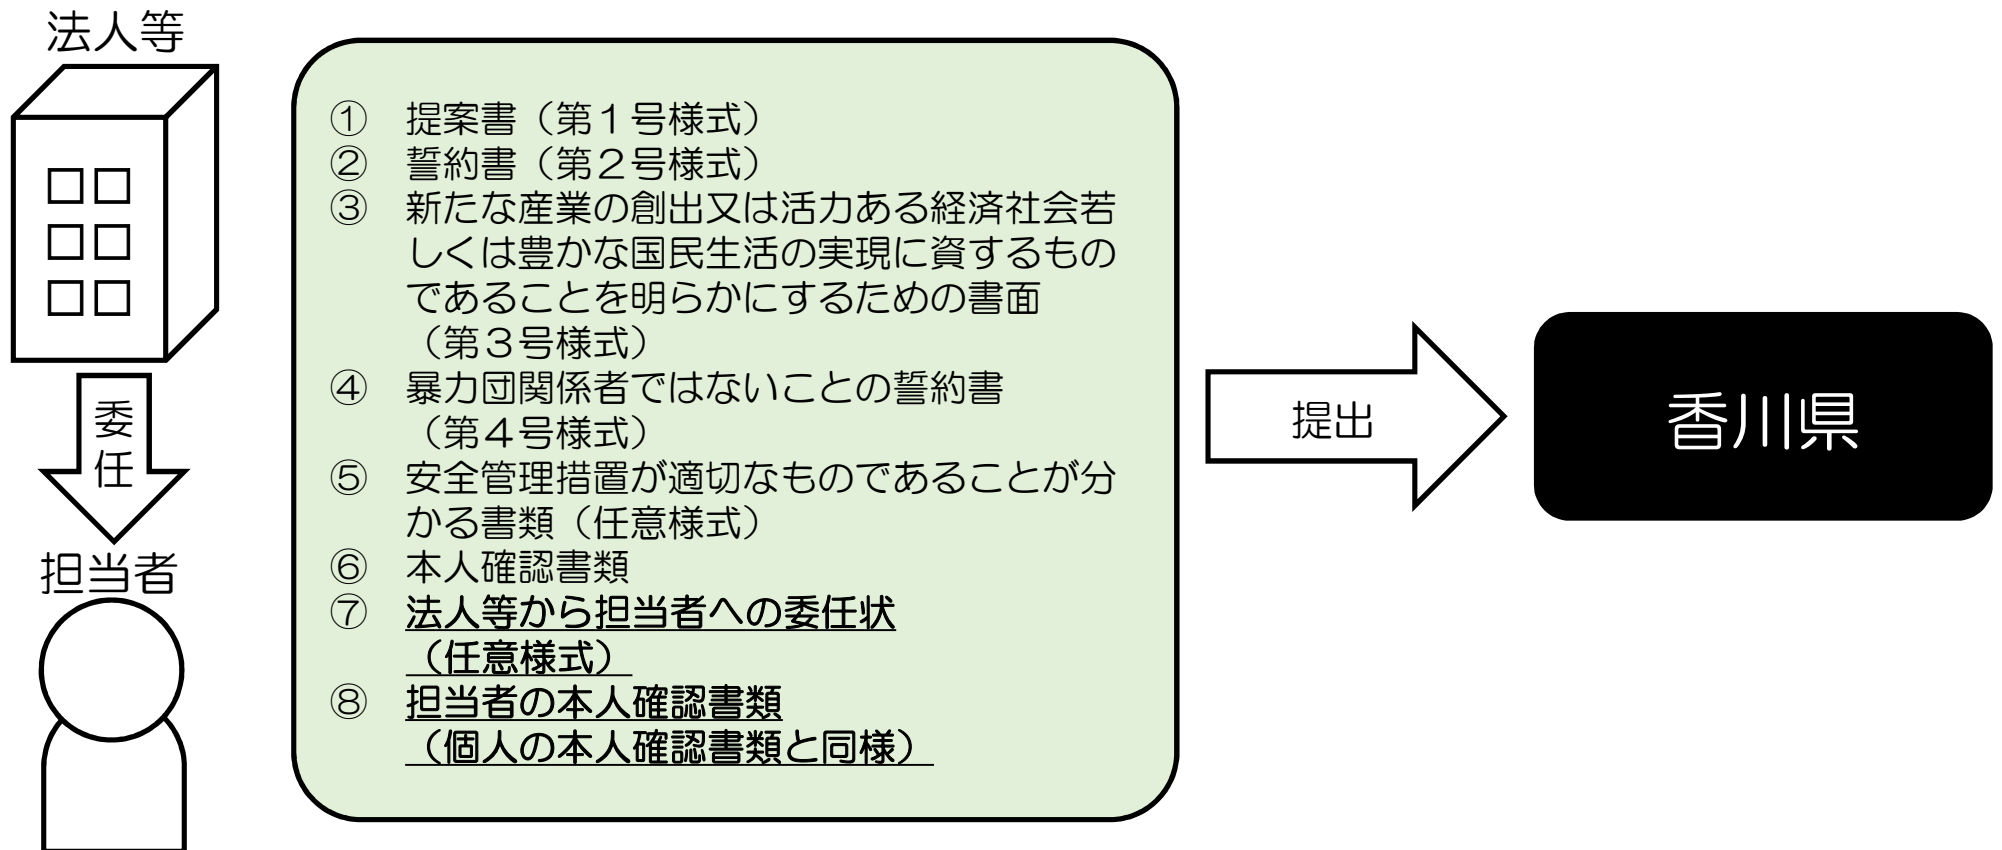 法人等
委
任
担当者
① 提案書（第１号様式）
② 誓約書（第２号様式）
③ 新たな産業の創出又は活力ある経済社会若
しくは豊かな国民生活の実現に資するもの
であることを明らかにするための書面
（第３号様式）
④ 暴力団関係者ではないことの誓約書
（第４号様式）
⑤ 安全管理措置が適切なものであることが分
かる書類（任意様式）
⑥ 本人確認書類
⑦ 法人等から担当者への委任状
（任意様式）
⑧ 担当者の本人確認書類
（個人の本人確認書類と同様）
提出
香川県